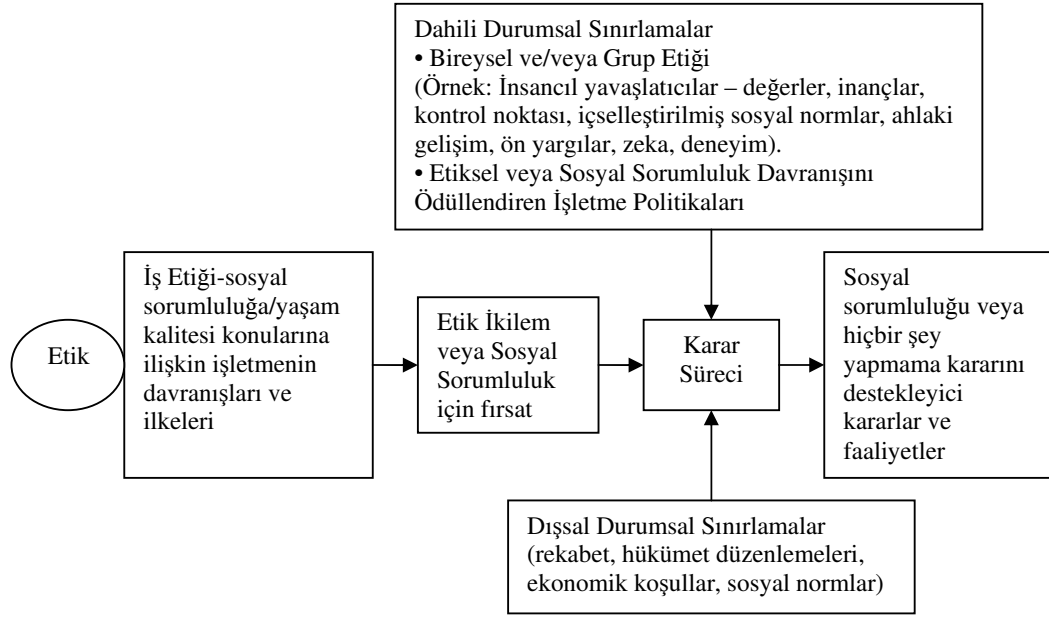 Dahili Durumsal Sınırlamalar
• Bireysel ve/veya Grup Etiği
(Örnek: İnsancıl yavaşlatıcılar – değerler, inançlar,
kontrol noktası, içselleştirilmiş sosyal normlar, ahlaki
gelişim, ön yargılar, zeka, deneyim).
• Etiksel veya Sosyal Sorumluluk Davranışını
Ödüllendiren İşletme Politikaları
Etik
İş Etiği-sosyal
sorumluluğa/yaşam
kalitesi konularına
ilişkin işletmenin
davranışları ve
ilkeleri
Etik İkilem
veya Sosyal
Sorumluluk
için fırsat
Karar
Süreci
Sosyal
sorumluluğu veya
hiçbir şey
yapmama kararını
destekleyici
kararlar ve
faaliyetler
Dışsal Durumsal Sınırlamalar
(rekabet, hükümet düzenlemeleri,
ekonomik koşullar, sosyal normlar)